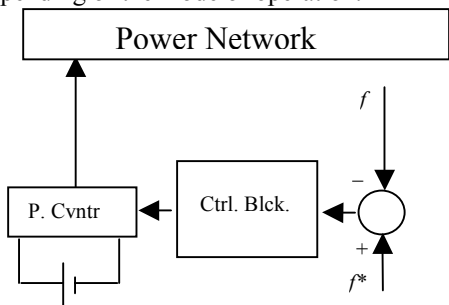 Power Network
f
−
P. Cvntr
Ctrl. Blck.
+
f*